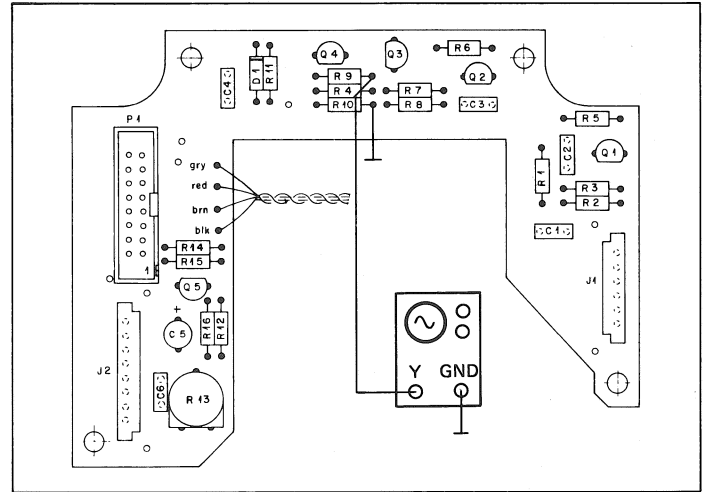 Q4
Q3
R6
D1
R11
R9
R4
R10
Q2
C4
R7
R8
C3
P1
R5
C2
Q1
R1
gry
red
brn
blk
R3
R2
C1
R14
R15
1
J1
Q5
+
C5
R16
R12
J2
Y GND
C6
R 13